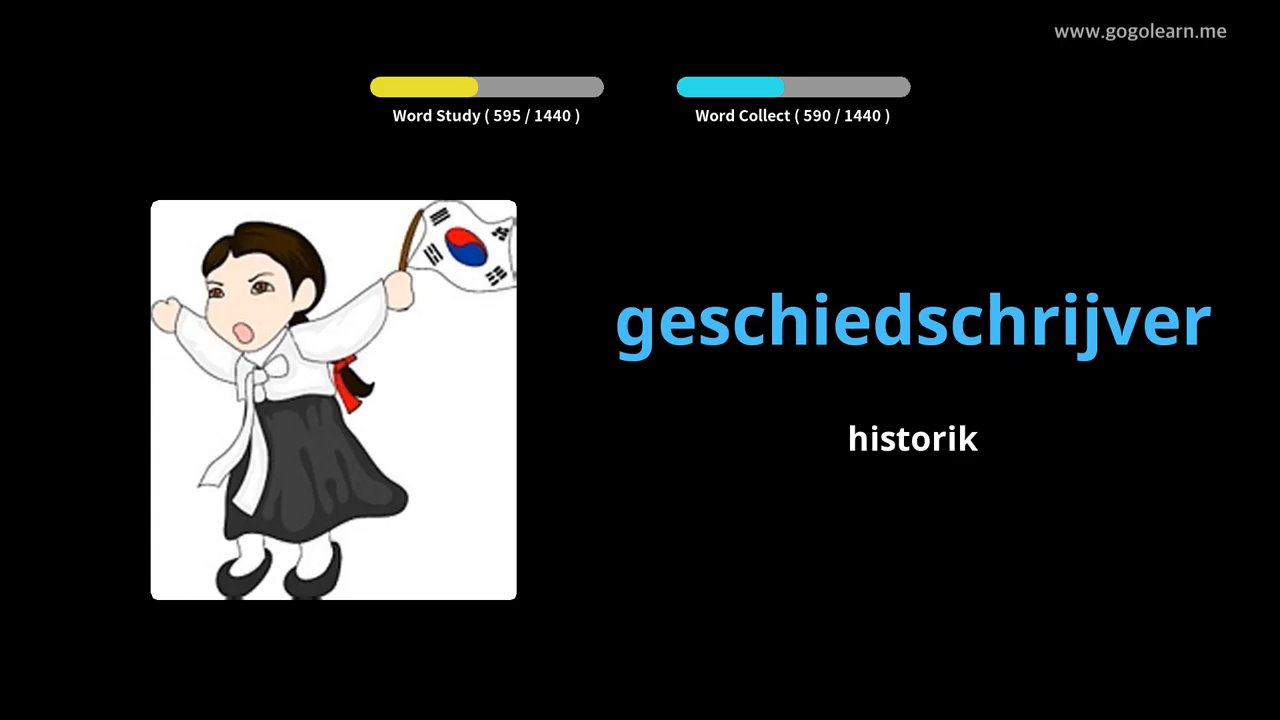 www.gogolearn.me
Word Study ( 595 / 1440 )
Word Collect ( 590 / 1440 )
geschiedschrijver
historik